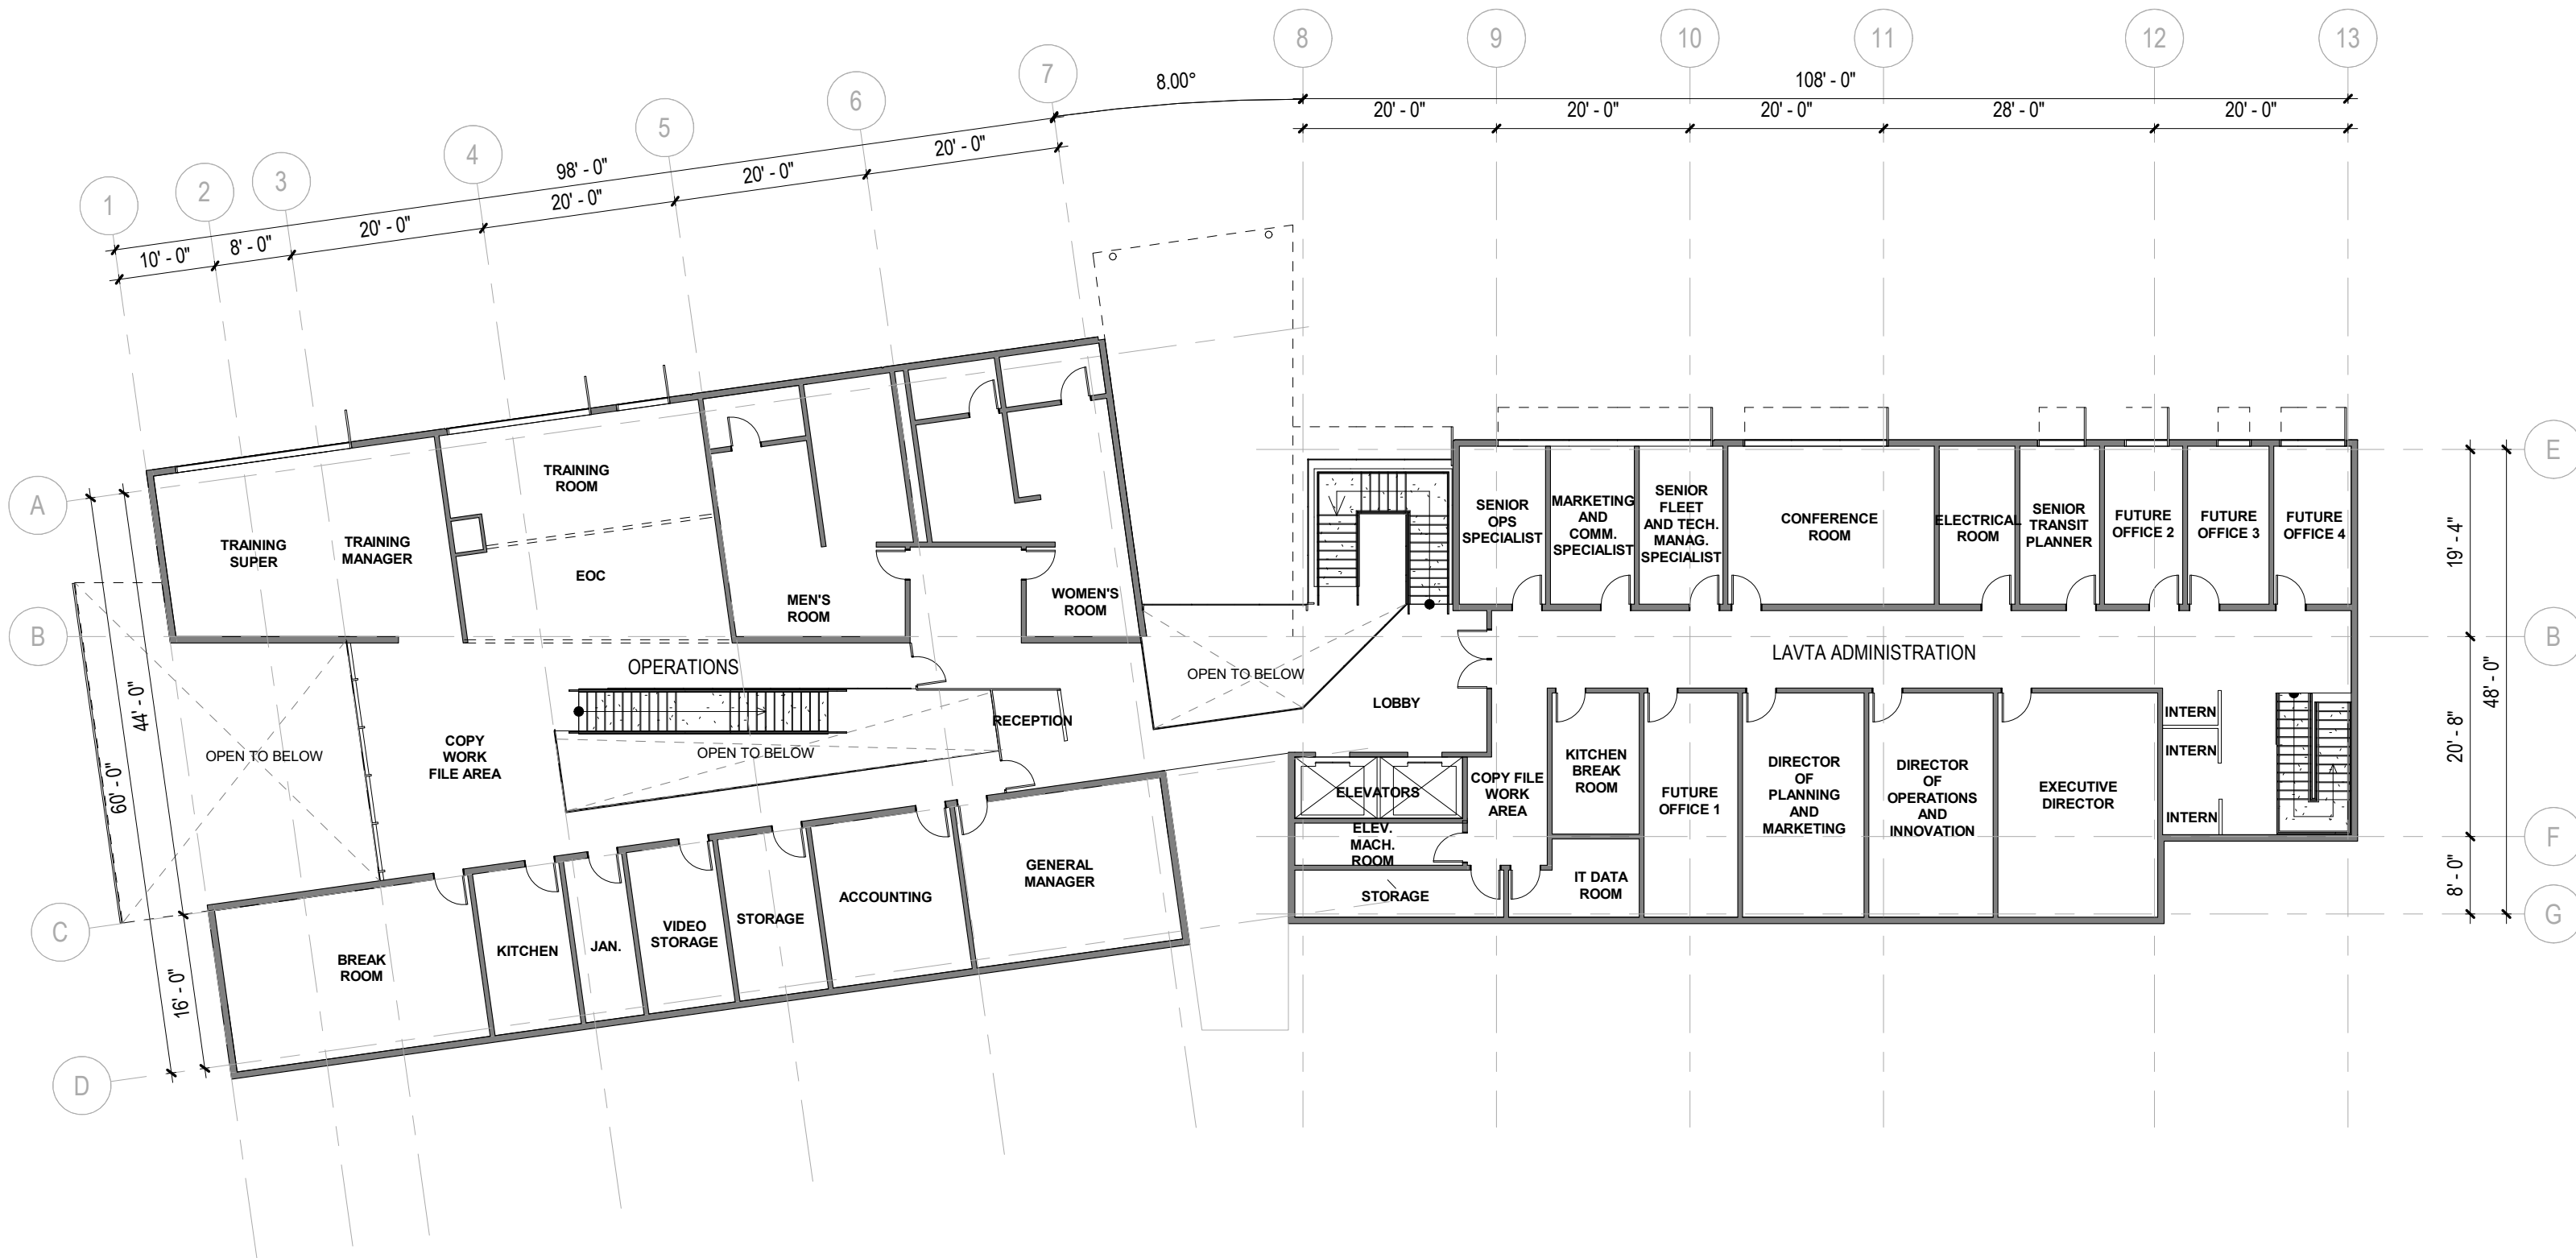 8
9
10
11
12
13
7
6
5
4
3
2
1
8.00°
108' - 0"
20' - 0"
20' - 0"
20' - 0"
28' - 0"
20' - 0"
98' - 0"
10' - 0"
8' - 0"
20' - 0"
20' - 0"
20' - 0"
20' - 0"
A
B
C
D
44' - 0"
60' - 0"
16' - 0"
TRAINING
SUPER
TRAINING
MANAGER
TRAINING
ROOM
EOC
MEN'S
ROOM
WOMEN'S
ROOM
OPERATIONS
OPEN TO BELOW
COPY
WORK
FILE AREA
OPEN TO BELOW
RECEPTION
OPEN TO BELOW
LOBBY
BREAK
ROOM
KITCHEN
JAN.
VIDEO
STORAGE
STORAGE
ACCOUNTING
GENERAL
MANAGER
SENIOR
OPS
SPECIALIST
MARKETING
AND
COMM.
SPECIALIST
SENIOR
FLEET
AND TECH.
MANAG.
SPECIALIST
CONFERENCE
ROOM
ELECTRICAL
ROOM
SENIOR
TRANSIT
PLANNER
FUTURE
OFFICE 2
FUTURE
OFFICE 3
FUTURE
OFFICE 4
LAVTA ADMINISTRATION
ELEVATORS
ELEV.
MACH.
ROOM
STORAGE
COPY FILE
WORK
AREA
KITCHEN
BREAK
ROOM
IT DATA
ROOM
FUTURE
OFFICE 1
DIRECTOR
OF
PLANNING
AND
MARKETING
DIRECTOR
OF
OPERATIONS
AND
INNOVATION
EXECUTIVE
DIRECTOR
INTERN
INTERN
INTERN
19' - 4"
48' - 0"
20' - 8"
8' - 0"
E
B
F
G